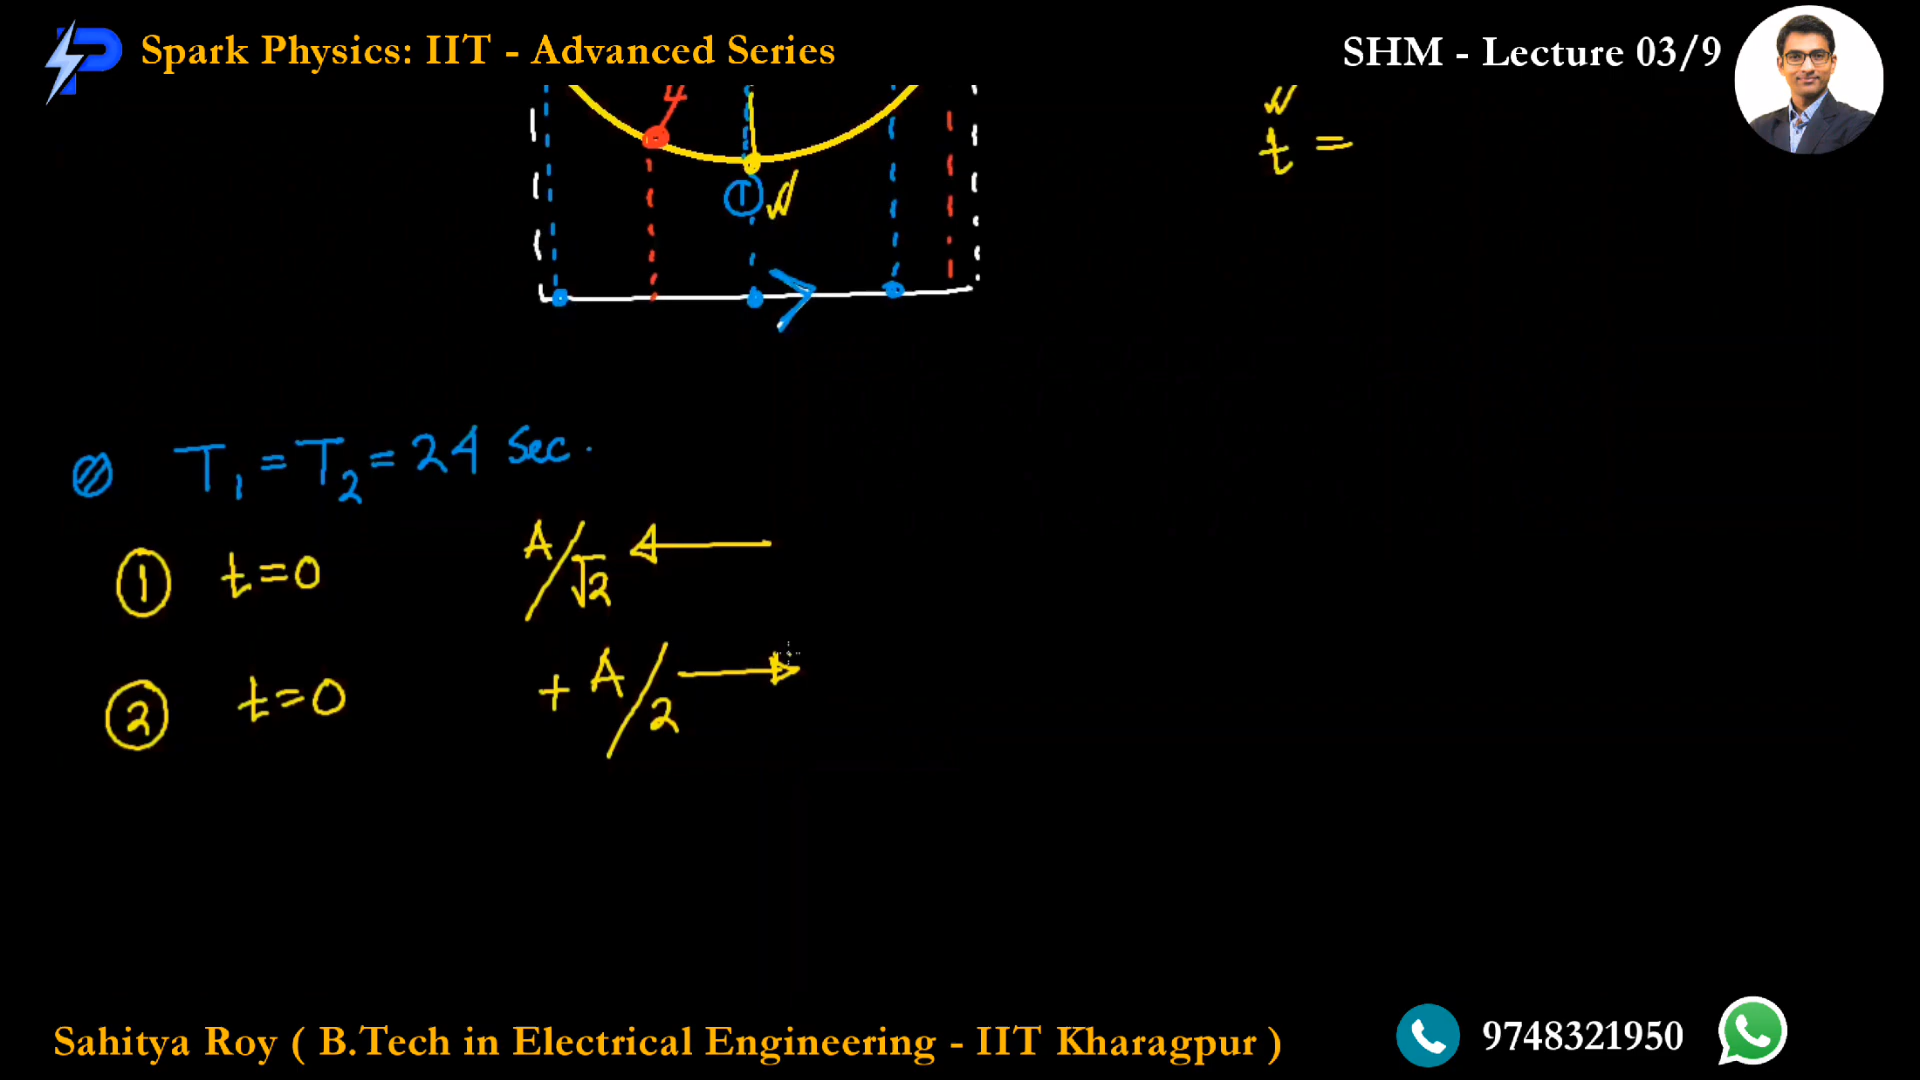 Spark Physics: IIT - Advanced Series
SHM - Lecture 03/9
4
t =
1
T₁ = T₂ = 24 Sec.
① t=0 A/√2
② t=0 + A/2
Sahitya Roy ( B.Tech in Electrical Engineering - IIT Kharagpur )
9748321950